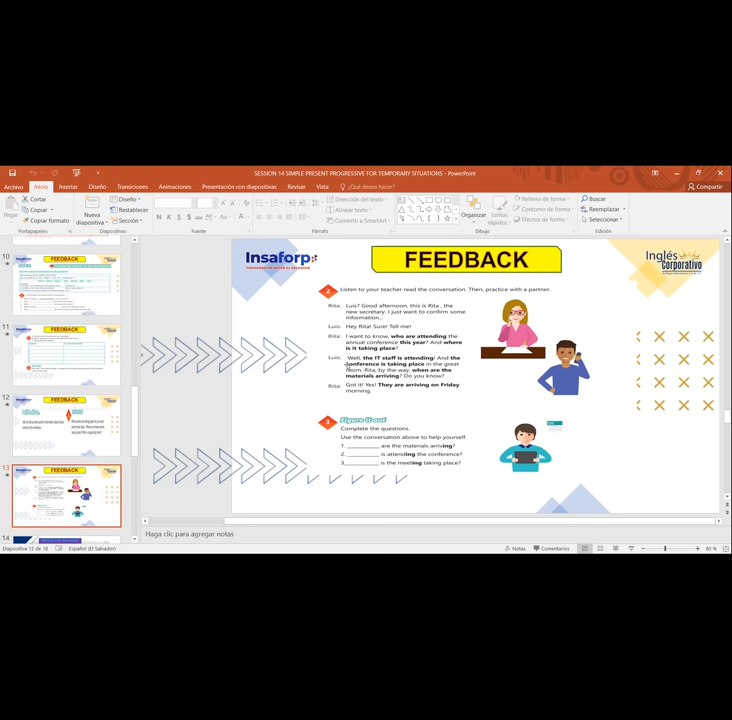 SESSION 14 SIMPLE PRESENT PROGRESSIVE FOR TEMPORARY SITUATIONS - PowerPoint
Archivo Inicio Insertar Diseño Transiciones Animaciones Presentación con diapositivas Revisar Vista ¿Qué desea hacer? Compartir
Pegar
Cortar
Copiar
Copiar formato
Portapapeles
Nueva diapositiva
Diseño
Restablecer
Sección
Diapositivas
N K S
Fuente
Dirección del texto
Alinear texto
Convertir a SmartArt
Párrafo
Organizar
Estilos rápidos
Relleno de forma
Contorno de forma
Efectos de forma
Dibujo
Buscar
Reemplazar
Seleccionar
Edición
10
FEEDBACK
11
FEEDBACK
12
FEEDBACK
13
FEEDBACK
14
Insaforp
FEEDBACK
Inglés
Corporativo
2 Listen to your teacher read the conversation. Then, practice with a partner.
Rita: Luis? Good afternoon, this is Rita , the
new secretary. I just want to confirm some
information...
Luis: Hey Rita! Sure! Tell me!
Rita: I want to know, who are attending the
annual conference this year? And where
is it taking place?
Luis: Well, the IT staff is attending! And the
conference is taking place in the great
room. Rita, by the way, when are the
materials arriving? Do you know?
Rita: Got it! Yes! They are arriving on Friday
morning.
3 Figure it out
Complete the questions.
Use the conversation above to help yourself.
1. ________ are the materials arriving?
2. ________ is attending the conference?
3.________ is the meeting taking place?
Haga clic para agregar notas
Diapositiva 13 de 18 Español (El Salvador) Notas Comentarios 80 %